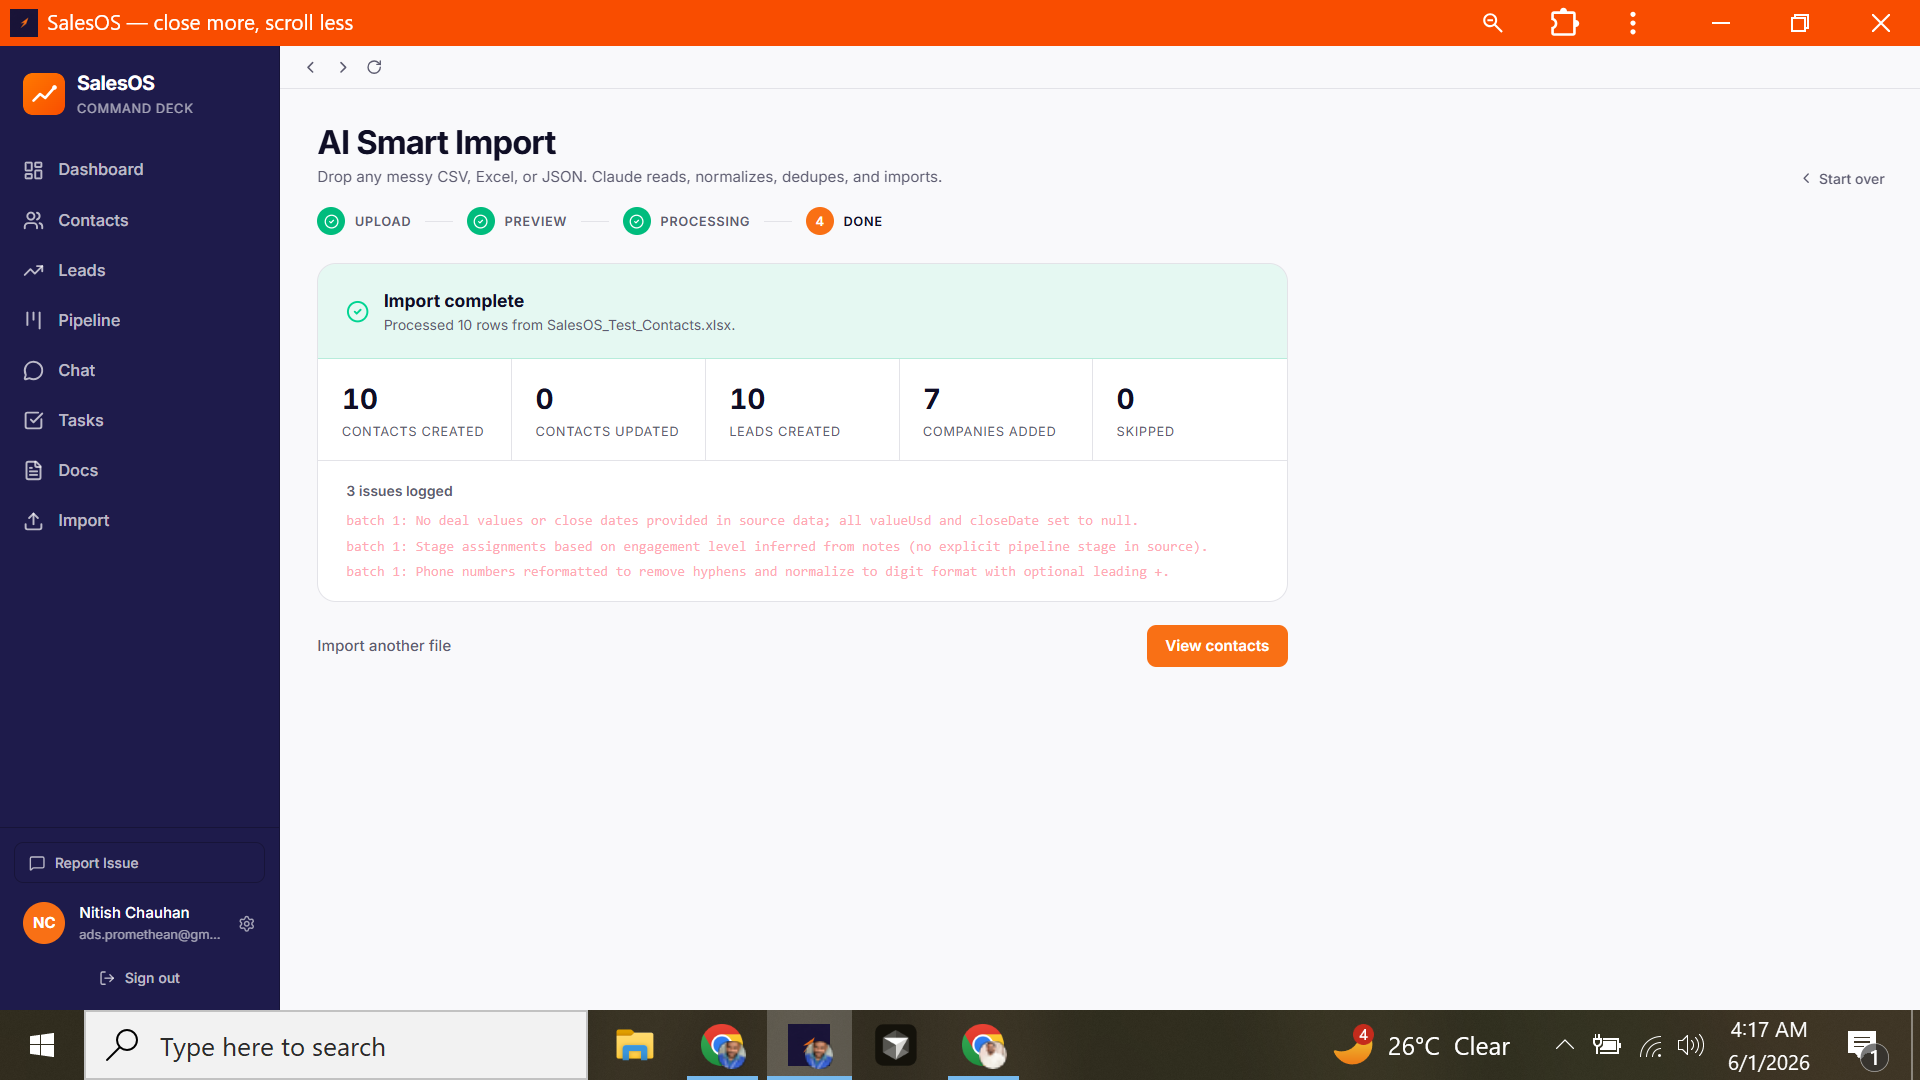 SalesOS — close more, scroll less
SalesOS
COMMAND DECK
Dashboard
Contacts
Leads
Pipeline
Chat
Tasks
Docs
Import
Report Issue
NC
Nitish Chauhan
ads.promethean@gm...
Sign out
AI Smart Import
Drop any messy CSV, Excel, or JSON. Claude reads, normalizes, dedupes, and imports.
Start over
UPLOAD
PREVIEW
PROCESSING
4 DONE
Import complete
Processed 10 rows from SalesOS_Test_Contacts.xlsx.
10
CONTACTS CREATED
0
CONTACTS UPDATED
10
LEADS CREATED
7
COMPANIES ADDED
0
SKIPPED
3 issues logged
batch 1: No deal values or close dates provided in source data; all valueUsd and closeDate set to null.
batch 1: Stage assignments based on engagement level inferred from notes (no explicit pipeline stage in source).
batch 1: Phone numbers reformatted to remove hyphens and normalize to digit format with optional leading +.
Import another file
View contacts
Type here to search
4
26°C Clear
4:17 AM
6/1/2026
1